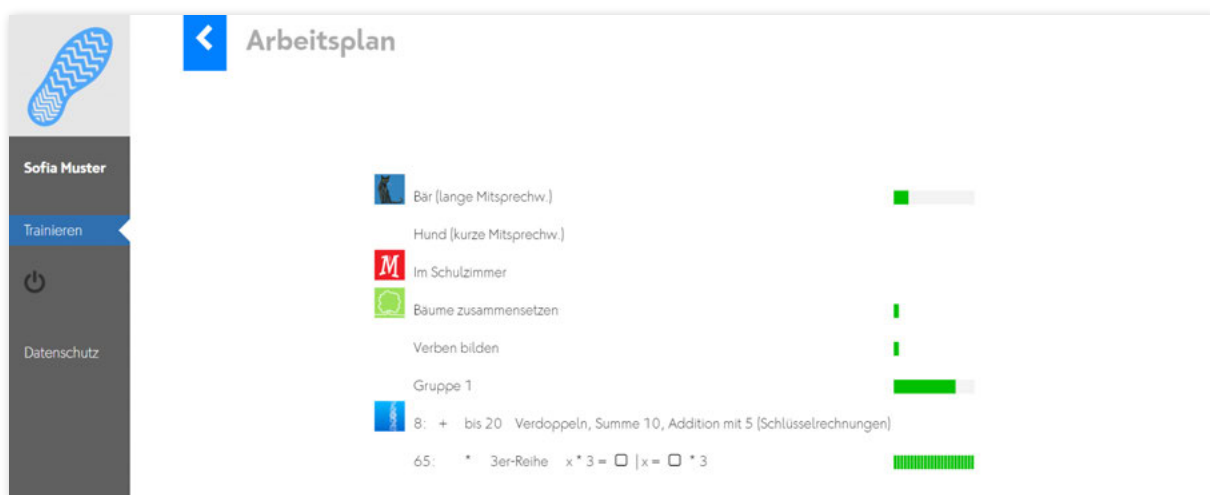 Arbeitsplan
Sofia Muster
Trainieren
Datenschutz
Bär (lange Mitsprechw.)
Hund (kurze Mitsprechw.)
M Im Schulzimmer
Bäume zusammensetzen
Verben bilden
Gruppe 1
8: + bis 20 Verdoppeln, Summe 10, Addition mit 5 (Schlüsselrechnungen)
65: * 3er-Reihe x * 3 = ☐ | x = ☐ * 3